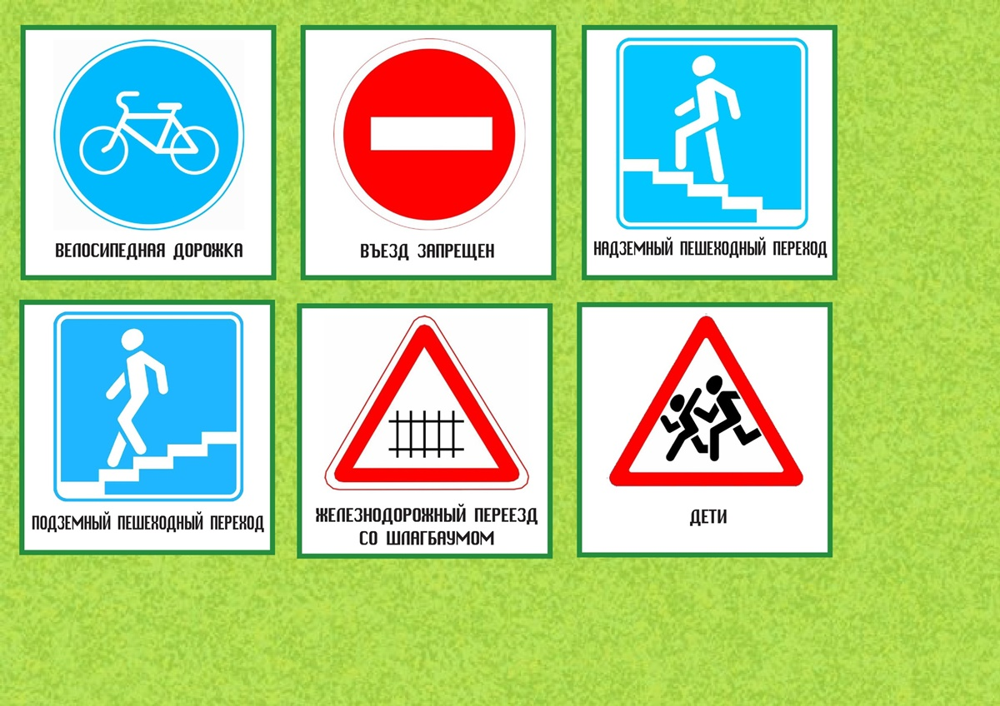 ВЕЛОСИПЕДНАЯ ДОРОЖКА
ВЪЕЗД ЗАПРЕЩЕН
НАДЗЕМНЫЙ ПЕШЕХОДНЫЙ ПЕРЕХОД
ПОДЗЕМНЫЙ ПЕШЕХОДНЫЙ ПЕРЕХОД
ЖЕЛЕЗНОДОРОЖНЫЙ ПЕРЕЕЗД
СО ШЛАГБАУМОМ
ДЕТИ